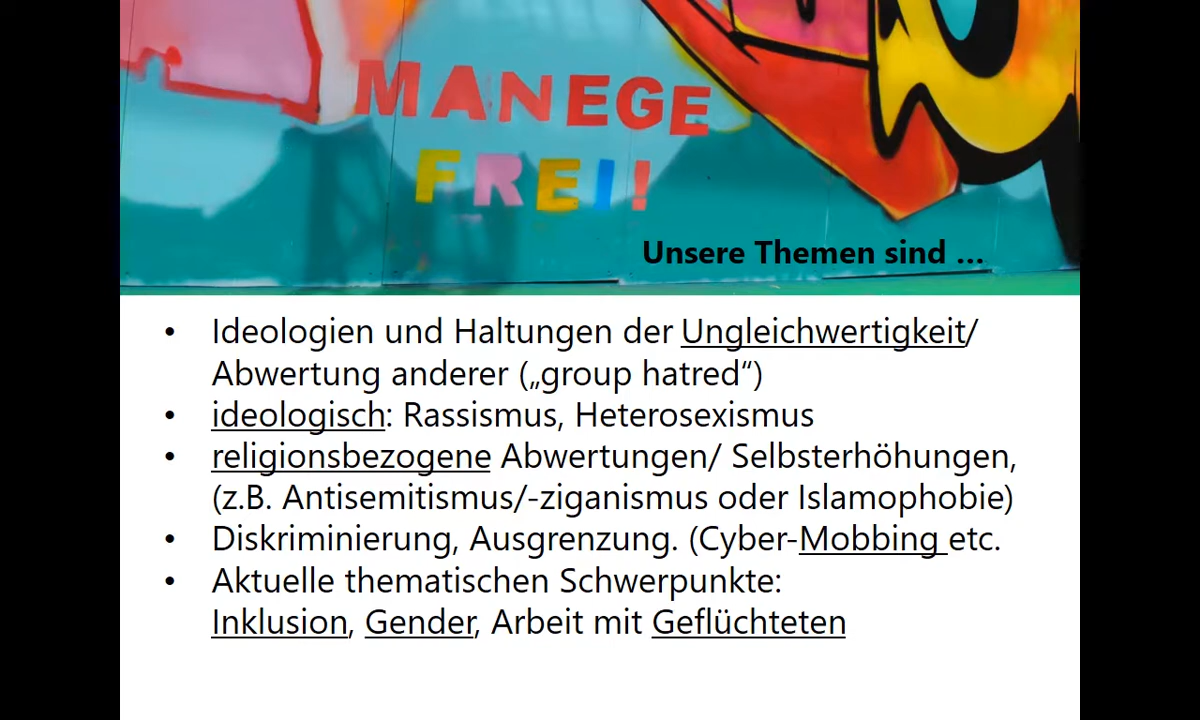 MANEGE
FREI!
Unsere Themen sind ...
• Ideologien und Haltungen der Ungleichwertigkeit/
Abwertung anderer („group hatred“)
• ideologisch: Rassismus, Heterosexismus
• religionsbezogene Abwertungen/ Selbsterhöhungen,
(z.B. Antisemitismus/-ziganismus oder Islamophobie)
• Diskriminierung, Ausgrenzung. (Cyber-Mobbing etc.
• Aktuelle thematischen Schwerpunkte:
Inklusion, Gender, Arbeit mit Geflüchteten